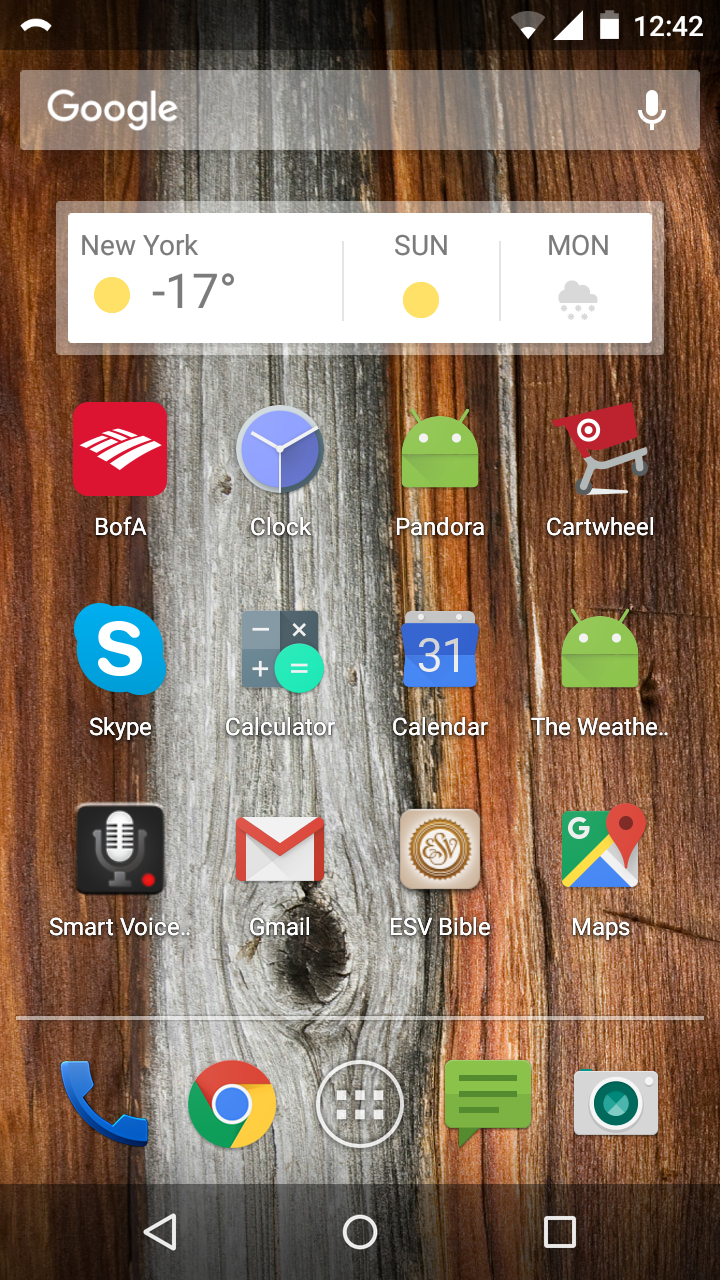 12:42
Google
New York
-17°
SUN
MON
BofA
Clock
Pandora
Cartwheel
S
31
Skype
Calculator
Calendar
The Weathe..
ESV
G
Smart Voice..
Gmail
ESV Bible
Maps